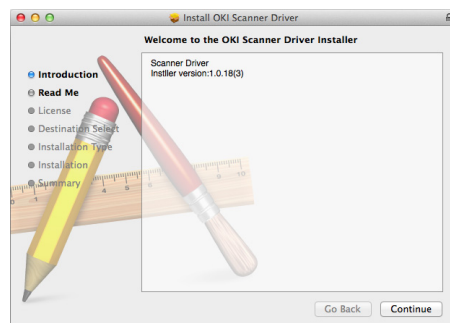 Install OKI Scanner Driver
Welcome to the OKI Scanner Driver Installer
Introduction
Read Me
License
Destination Select
Installation Type
Installation
Summary
Scanner Driver
Instller version:1.0.18(3)
Go Back
Continue